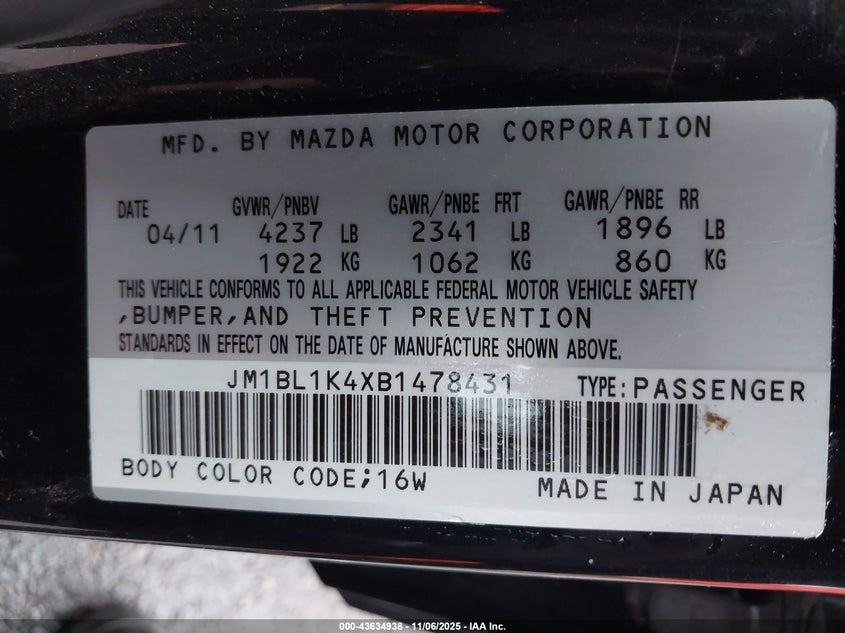 MFD. BY MAZDA MOTOR CORPORATION
DATE GVWR/PNBV GAWR/PNBE FRT GAWR/PNBE RR
04/11 4237 LB 2341 LB 1896 LB
1922 KG 1062 KG 860 KG
THIS VEHICLE CONFORMS TO ALL APPLICABLE FEDERAL MOTOR VEHICLE SAFETY
,BUMPER,AND THEFT PREVENTION
STANDARDS IN EFFECT ON THE DATE OF MANUFACTURE SHOWN ABOVE.
JM1BL1K4XB1478431 TYPE:PASSENGER
BODY COLOR CODE;16W MADE IN JAPAN
000-43634938 - 11/06/2025 - IAA Inc.